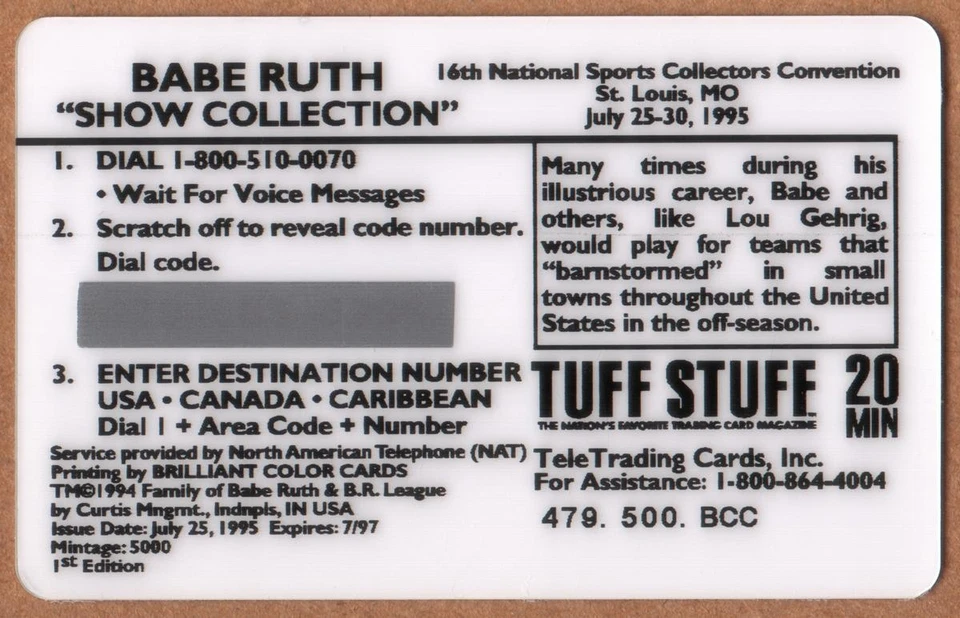 BABE RUTH
“SHOW COLLECTION”
16th National Sports Collectors Convention
St. Louis, MO
July 25-30, 1995
1. DIAL 1-800-510-0070
• Wait For Voice Messages
2. Scratch off to reveal code number.
Dial code.
3. ENTER DESTINATION NUMBER
USA • CANADA • CARIBBEAN
Dial 1 + Area Code + Number
Service provided by North American Telephone (NAT)
Printing by BRILLIANT COLOR CARDS
TM©1994 Family of Babe Ruth & B.R. League
by Curtis Mngmt., Indnpls, IN USA
Issue Date: July 25, 1995 Expires: 7/97
Mintage: 5000
1st Edition
Many times during his
illustrious career, Babe and
others, like Lou Gehrig,
would play for teams that
“barnstormed” in small
towns throughout the United
States in the off-season.
TUFF STUFF
THE NATION'S FAVORITE TRADING CARD MAGAZINE
20
MIN
TeleTrading Cards, Inc.
For Assistance: 1-800-864-4004
479. 500. BCC